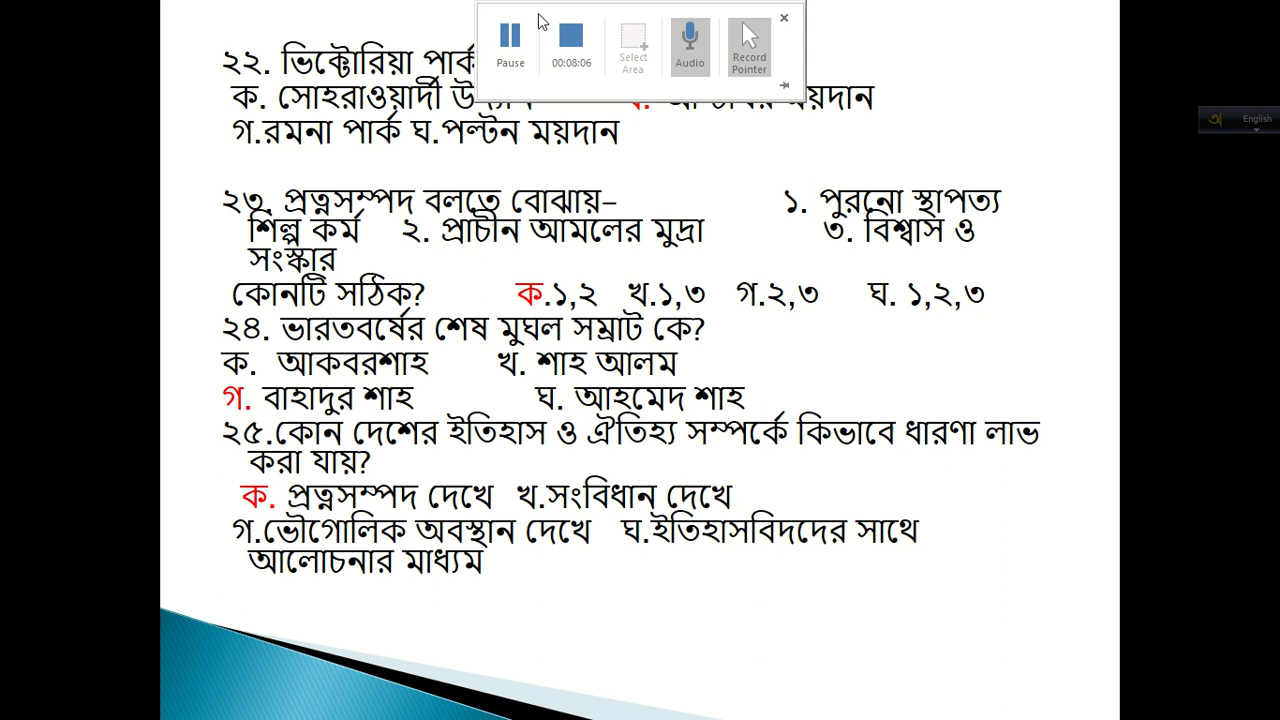 Pause
00:08:06
Select Area
Audio
Record Pointer
English
২২. ভিক্টোরিয়া পার্ক
ক. সোহরাওয়ার্দী ময়দান
গ.রমনা পার্ক ঘ.পল্টন ময়দান
২৩. প্রত্নসম্পদ বলতে বোঝায়– ১. পুরনো স্থাপত্য
শিল্প কর্ম ২. প্রাচীন আমলের মুদ্রা ৩. বিশ্বাস ও
সংস্কার
কোনটি সঠিক? ক.১,২ খ.১,৩ গ.২,৩ ঘ. ১,২,৩
২৪. ভারতবর্ষের শেষ মুঘল সম্রাট কে?
ক. আকবরশাহ খ. শাহ আলম
গ. বাহাদুর শাহ ঘ. আহমেদ শাহ
২৫.কোন দেশের ইতিহাস ও ঐতিহ্য সম্পর্কে কিভাবে ধারণা লাভ
করা যায়?
ক. প্রত্নসম্পদ দেখে খ.সংবিধান দেখে
গ.ভৌগোলিক অবস্থান দেখে ঘ.ইতিহাসবিদদের সাথে
আলোচনার মাধ্যম